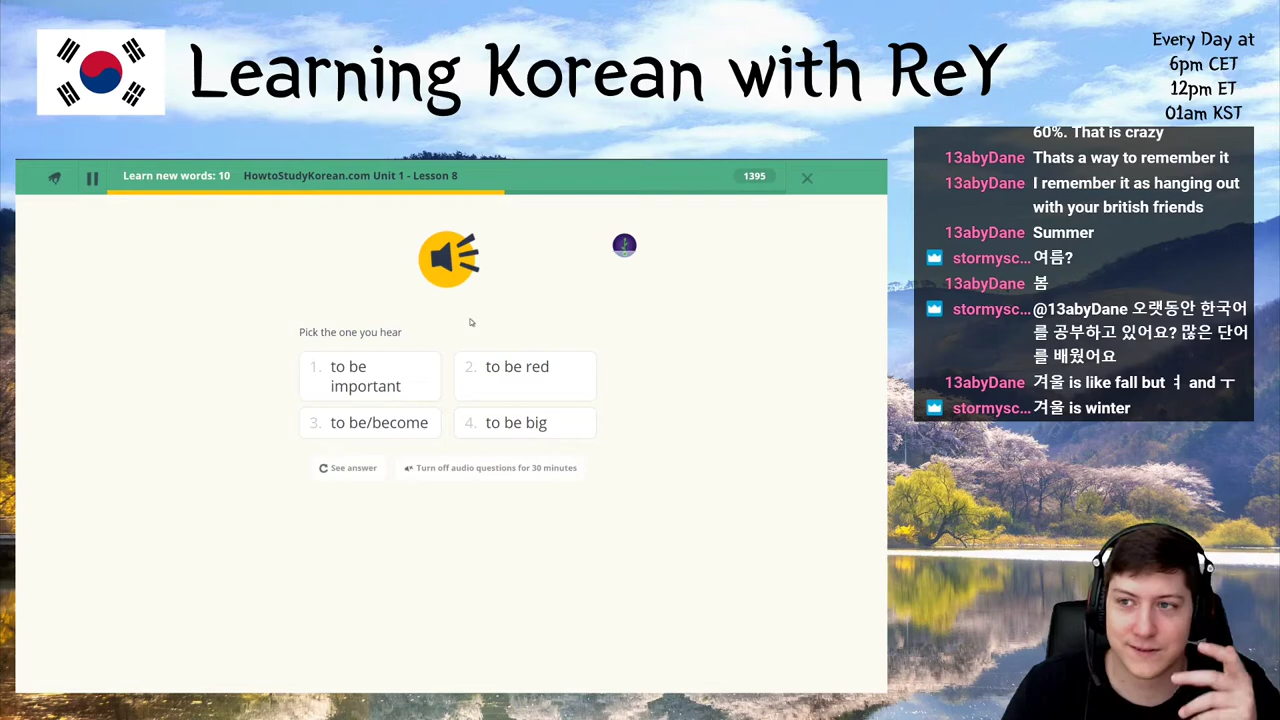 Learning Korean with ReY
Every Day at
6pm CET
12pm ET
01am KST
Learn new words: 10 HowtoStudyKorean.com Unit 1 - Lesson 8 1395
Pick the one you hear
1. to be important
2. to be red
3. to be/become
4. to be big
See answer
Turn off audio questions for 30 minutes
60%. That is crazy
13abyDane Thats a way to remember it
13abyDane I remember it as hanging out
with your british friends
13abyDane Summer
stormysc... 여름?
13abyDane 봄
stormysc... @13abyDane 오랫동안 한국어
를 공부하고 있어요? 많은 단어
를 배웠어요
13abyDane 겨울 is like fall but ㅕ and ㅜ
stormysc... 겨울 is winter